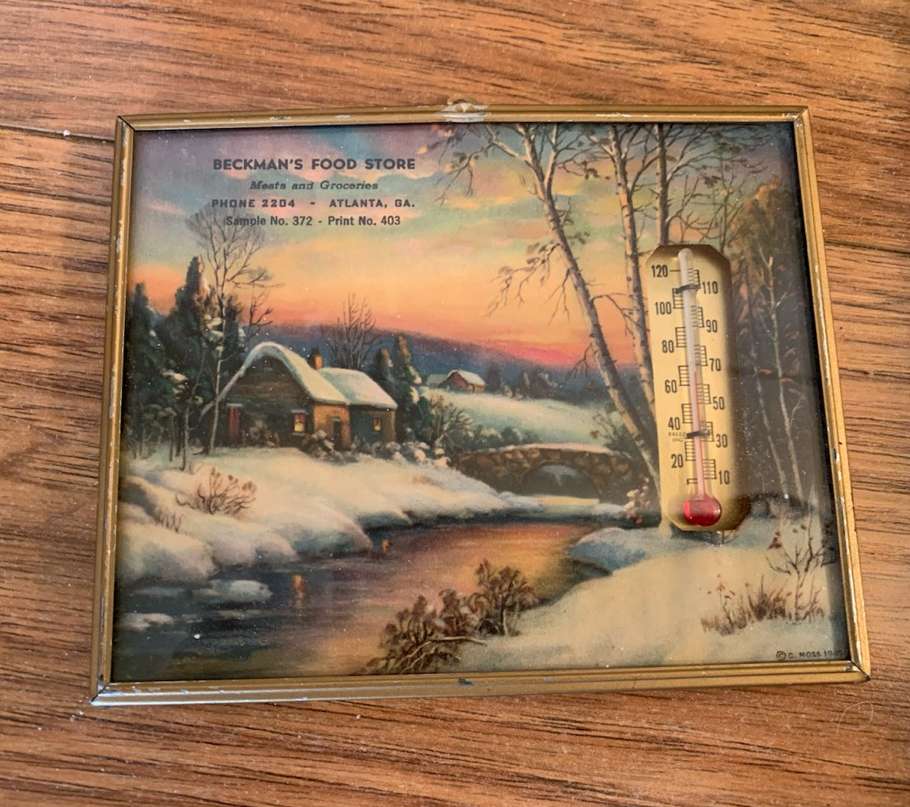 BECKMAN'S FOOD STORE
Meats and Groceries
PHONE 2204 - ATLANTA, GA.
Sample No. 372 - Print No. 403
120
110
100
90
80
70
60
50
40
30
20
10
© C. MOSS